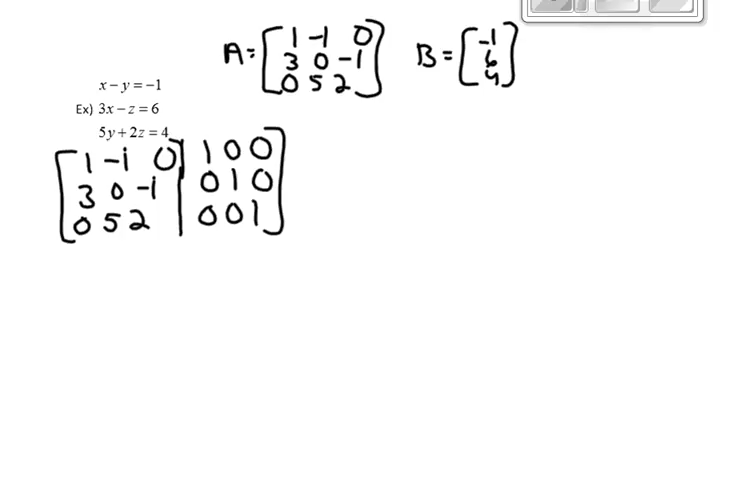 A = [1 -1 0
3 0 -1
0 5 2]
B = [-1
6
4]
x − y = −1
Ex) 3x − z = 6
5y + 2z = 4
[1 -1 0 | 1 0 0
3 0 -1 | 0 1 0
0 5 2 | 0 0 1]